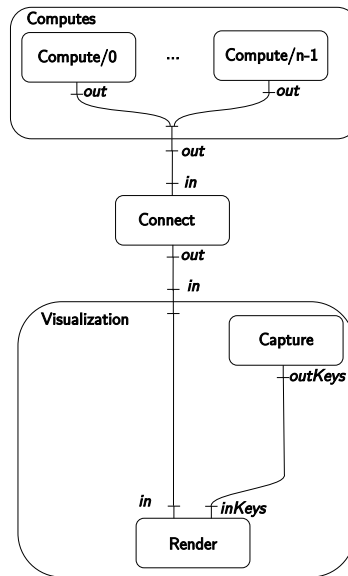 Computes
Compute/0 ... Compute/n-1
out out
out
in
Connect
out
in
Visualization
Capture
outKeys
in inKeys
Render